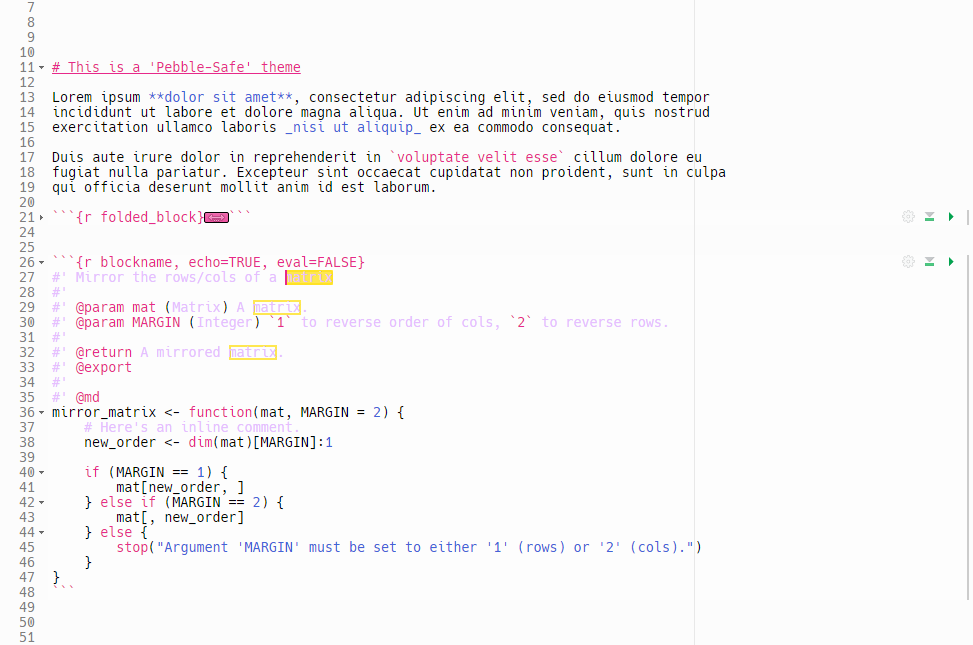 7
8
9
10
11 # This is a 'Pebble-Safe' theme
12
13 Lorem ipsum **dolor sit amet**, consectetur adipiscing elit, sed do eiusmod tempor
14 incididunt ut labore et dolore magna aliqua. Ut enim ad minim veniam, quis nostrud
15 exercitation ullamco laboris _nisi ut aliquip_ ex ea commodo consequat.
16
17 Duis aute irure dolor in reprehenderit in `voluptate velit esse` cillum dolore eu
18 fugiat nulla pariatur. Excepteur sint occaecat cupidatat non proident, sunt in culpa
19 qui officia deserunt mollit anim id est laborum.
20
21 ```{r folded_block}```
24
25
26 ```{r blockname, echo=TRUE, eval=FALSE}
27 #' Mirror the rows/cols of a
28 #'
29 #' @param mat (Matrix) A matrix.
30 #' @param MARGIN (Integer) `1` to reverse order of cols, `2` to reverse rows.
31 #'
32 #' @return A mirrored matrix.
33 #' @export
34 #'
35 #' @md
36 mirror_matrix <- function(mat, MARGIN = 2) {
37     # Here's an inline comment.
38     new_order <- dim(mat)[MARGIN]:1
39
40     if (MARGIN == 1) {
41         mat[new_order, ]
42     } else if (MARGIN == 2) {
43         mat[, new_order]
44     } else {
45         stop("Argument 'MARGIN' must be set to either '1' (rows) or '2' (cols).")
46     }
47 }
48 ```
49
50
51